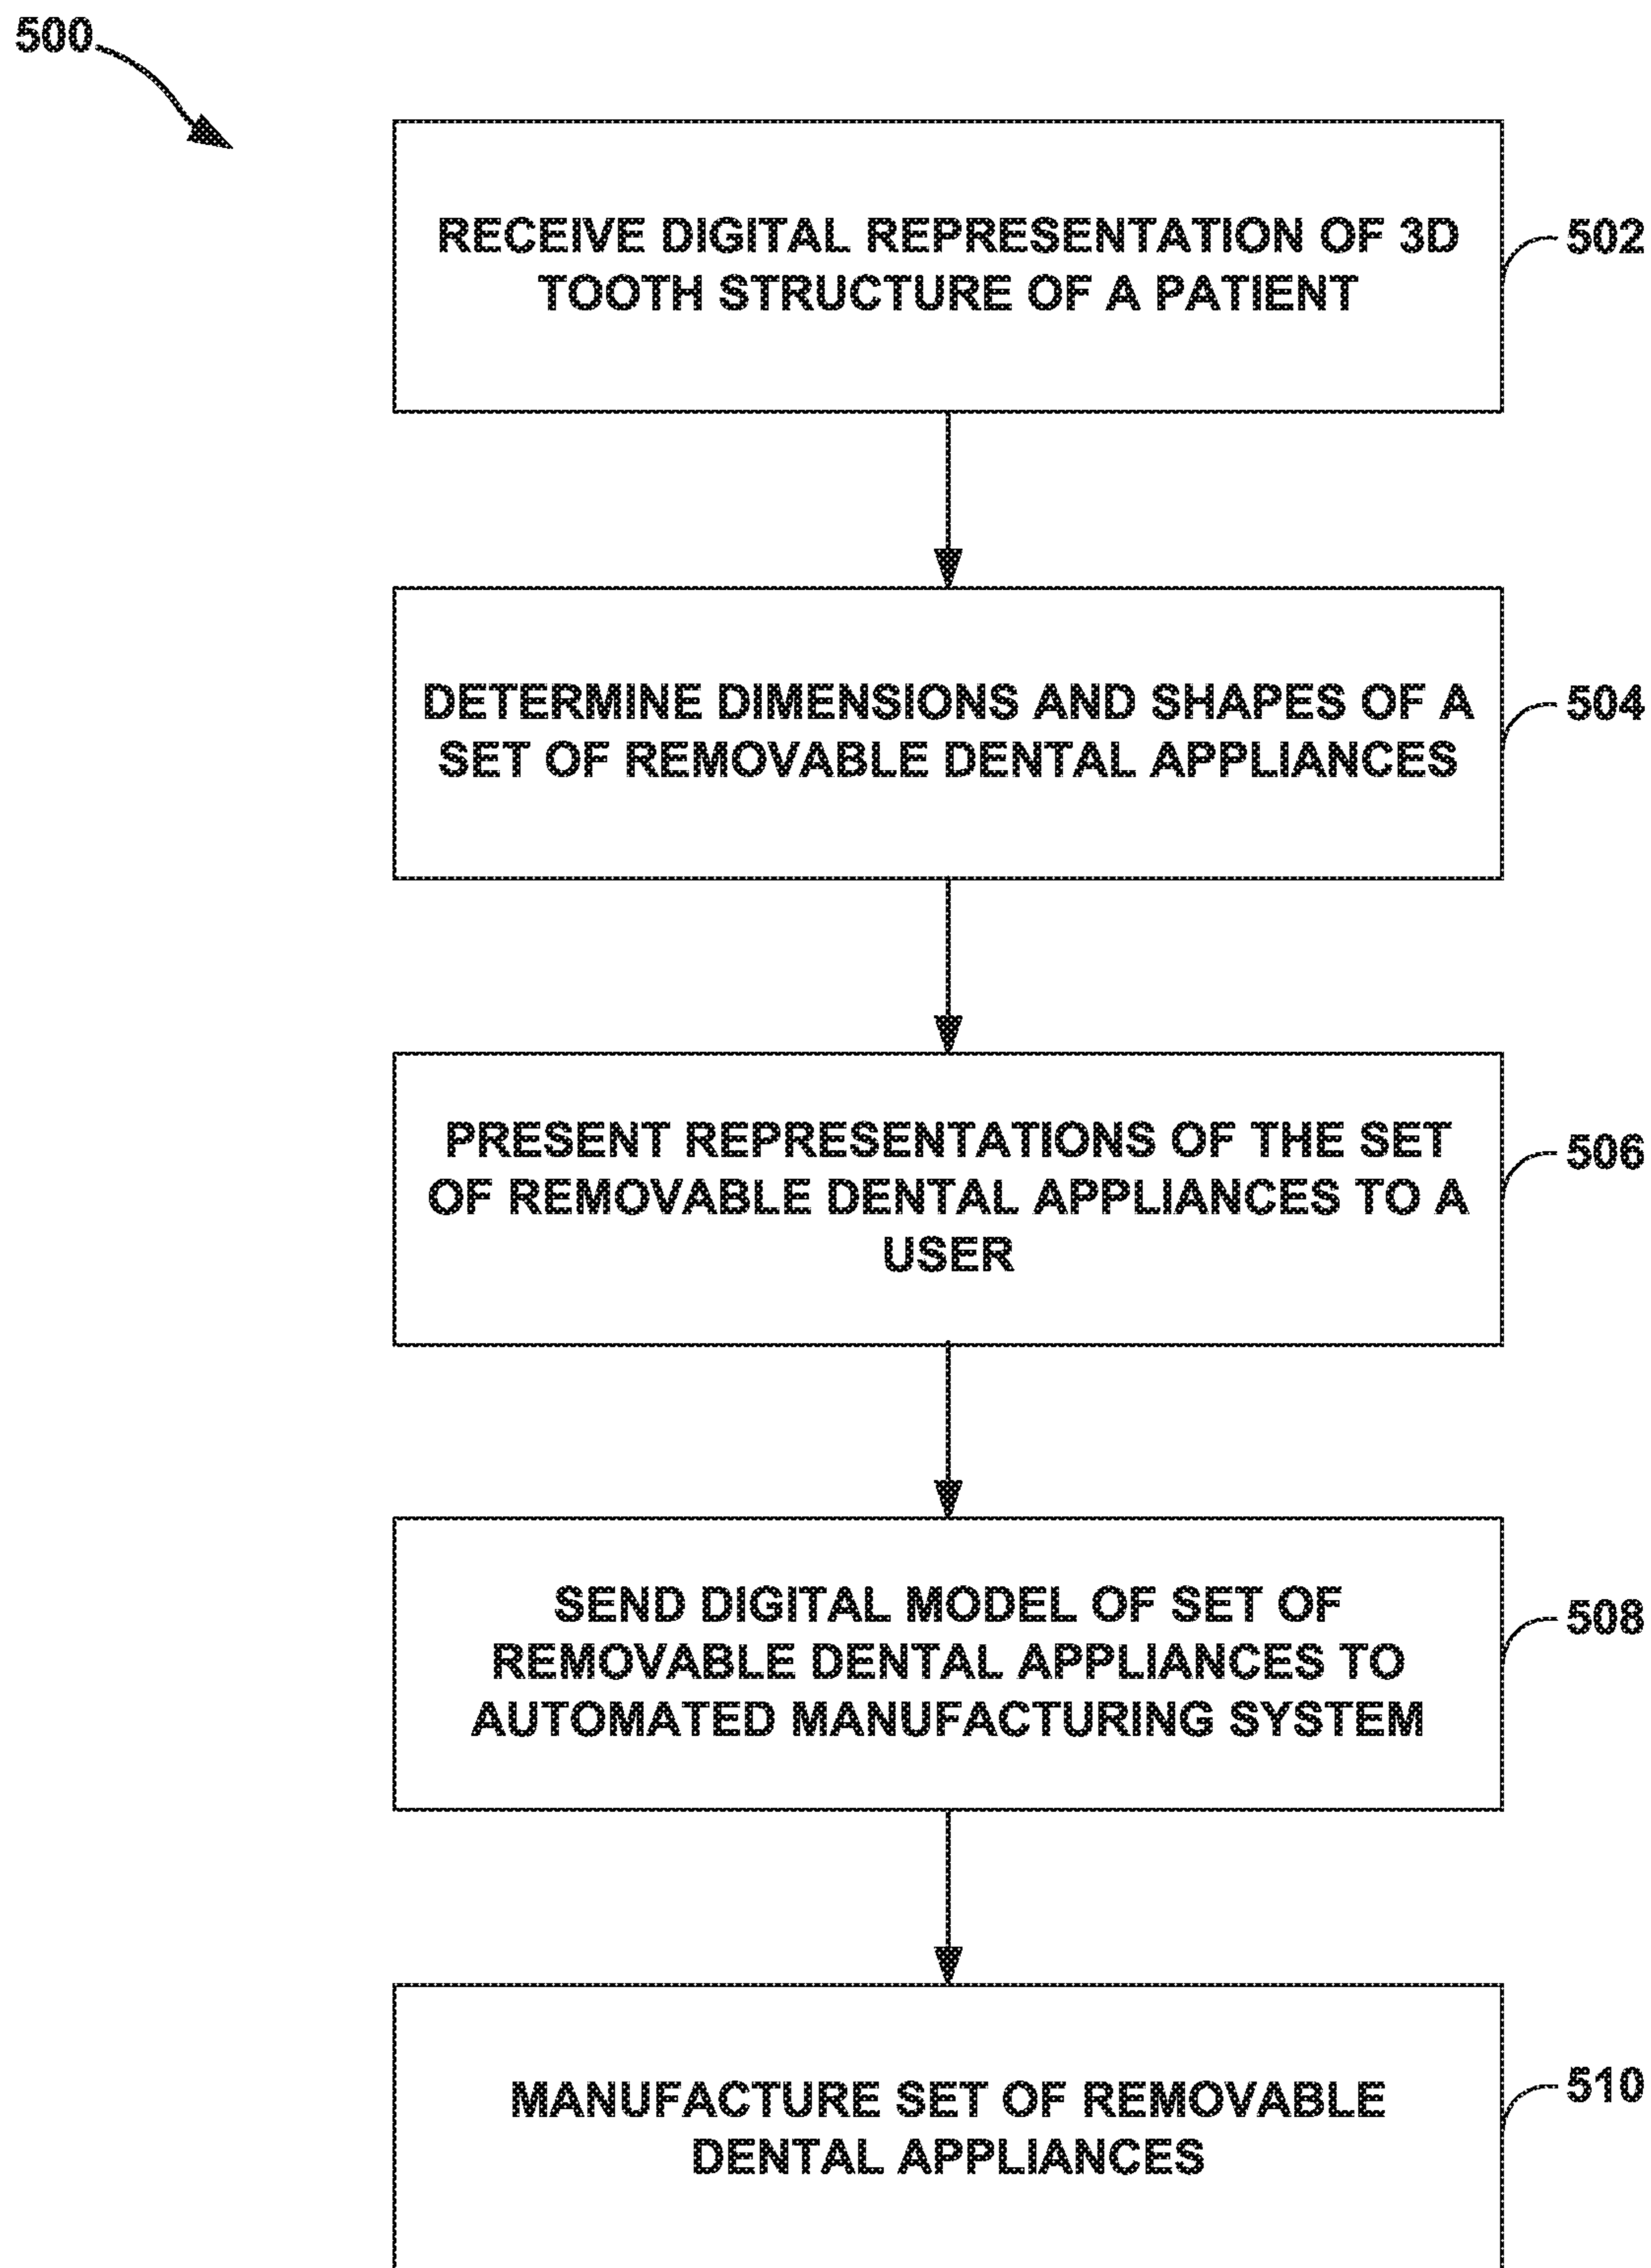 500
RECEIVE DIGITAL REPRESENTATION OF 3D
TOOTH STRUCTURE OF A PATIENT
502
DETERMINE DIMENSIONS AND SHAPES OF A
SET OF REMOVABLE DENTAL APPLIANCES
504
PRESENT REPRESENTATIONS OF THE SET
OF REMOVABLE DENTAL APPLIANCES TO A
USER
506
SEND DIGITAL MODEL OF SET OF
REMOVABLE DENTAL APPLIANCES TO
AUTOMATED MANUFACTURING SYSTEM
508
MANUFACTURE SET OF REMOVABLE
DENTAL APPLIANCES
510